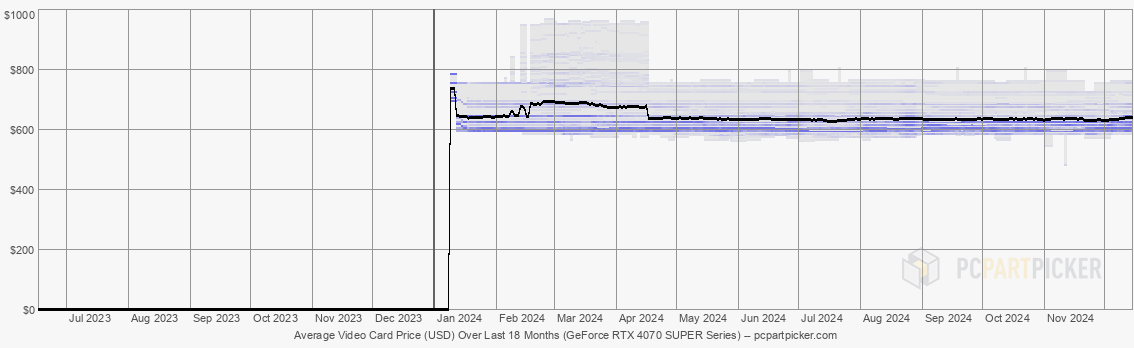 $1000
$800
$600
$400
$200
$0
Jul 2023 Aug 2023 Sep 2023 Oct 2023 Nov 2023 Dec 2023 Jan 2024 Feb 2024 Mar 2024 Apr 2024 May 2024 Jun 2024 Jul 2024 Aug 2024 Sep 2024 Oct 2024 Nov 2024
Average Video Card Price (USD) Over Last 18 Months (GeForce RTX 4070 SUPER Series) -- pcpartpicker.com
PCPARTPICKER